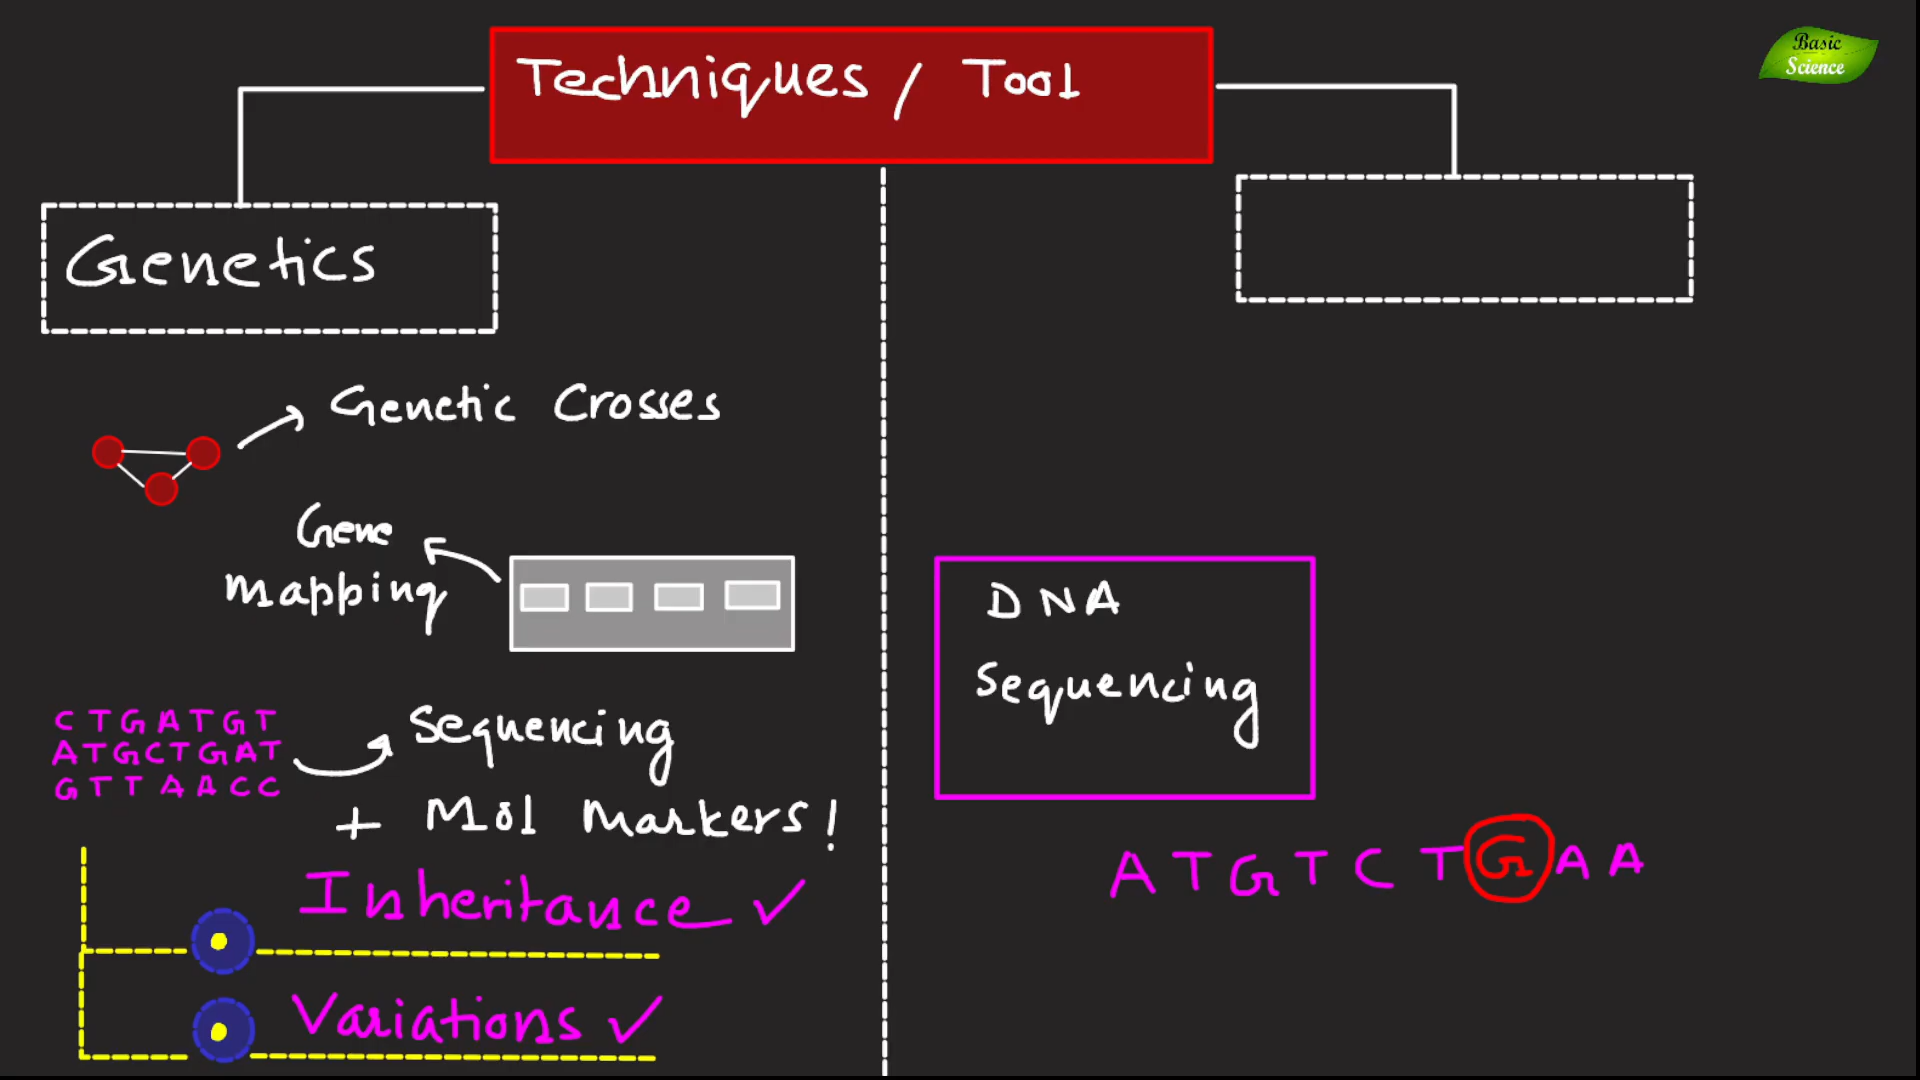 Techniques / Tool
Basic
Science
Genetics
Genetic Crosses
Gene
mapping
CTGATGT
ATGCTGAT
GTTAACC
Sequencing
+ Mol Markers!
Inheritance ✓
Variations ✓
DNA
Sequencing
ATGTCTGAA